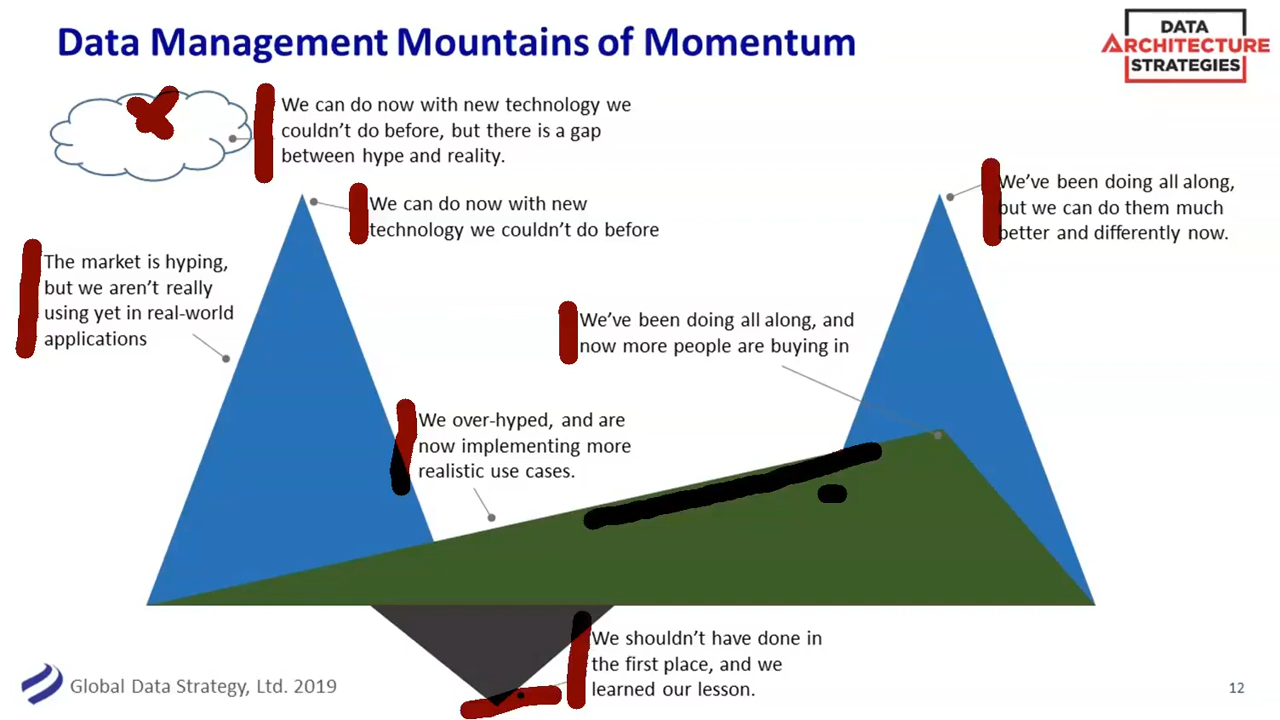 Data Management Mountains of Momentum
DATA
ARCHITECTURE
STRATEGIES
We can do now with new technology we
couldn't do before, but there is a gap
between hype and reality.
We can do now with new
technology we couldn't do before
We've been doing all along,
but we can do them much
better and differently now.
The market is hyping,
but we aren't really
using yet in real-world
applications
We've been doing all along, and
now more people are buying in
We over-hyped, and are
now implementing more
realistic use cases.
We shouldn't have done in
the first place, and we
learned our lesson.
Global Data Strategy, Ltd. 2019
12